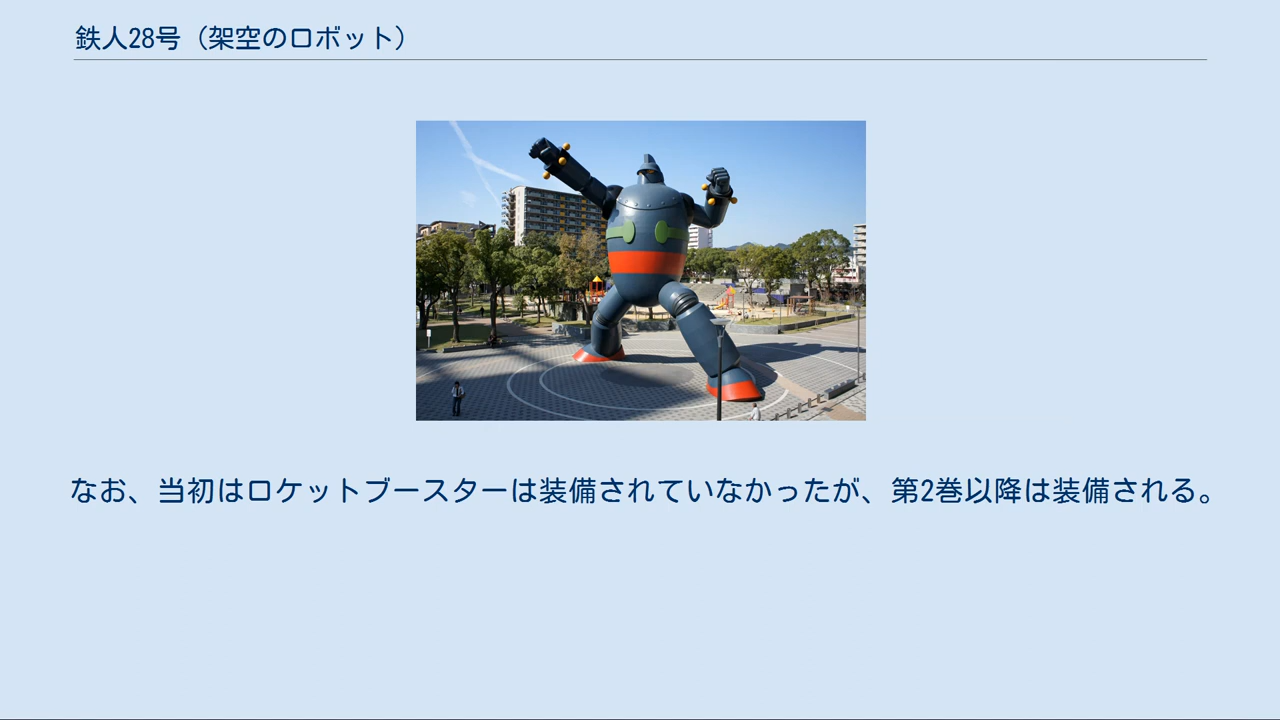 鉄人28号（架空のロボット）
なお、当初はロケットブースターは装備されていなかったが、第2巻以降は装備される。